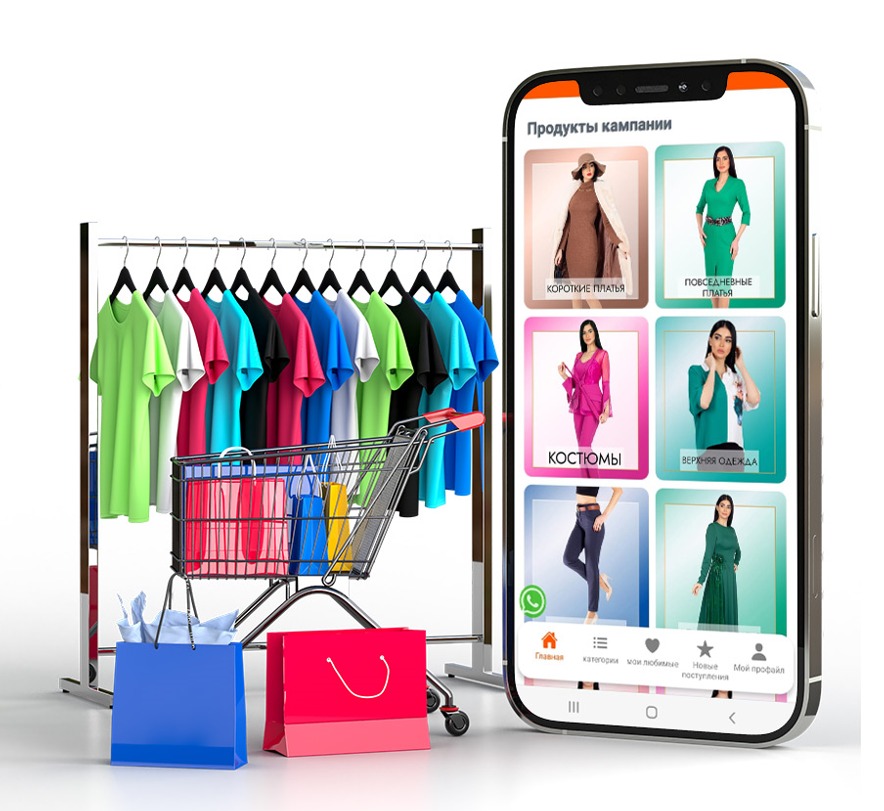 Продукты кампании
КОРОТКИЕ ПЛАТЬЯ
ПОВСЕДНЕВНЫЕ
ПЛАТЬЯ
КОСТЮМЫ
ВЕРХНЯЯ ОДЕЖДА
Главная
категории
мои любимые
Новые
поступления
Мой профайл